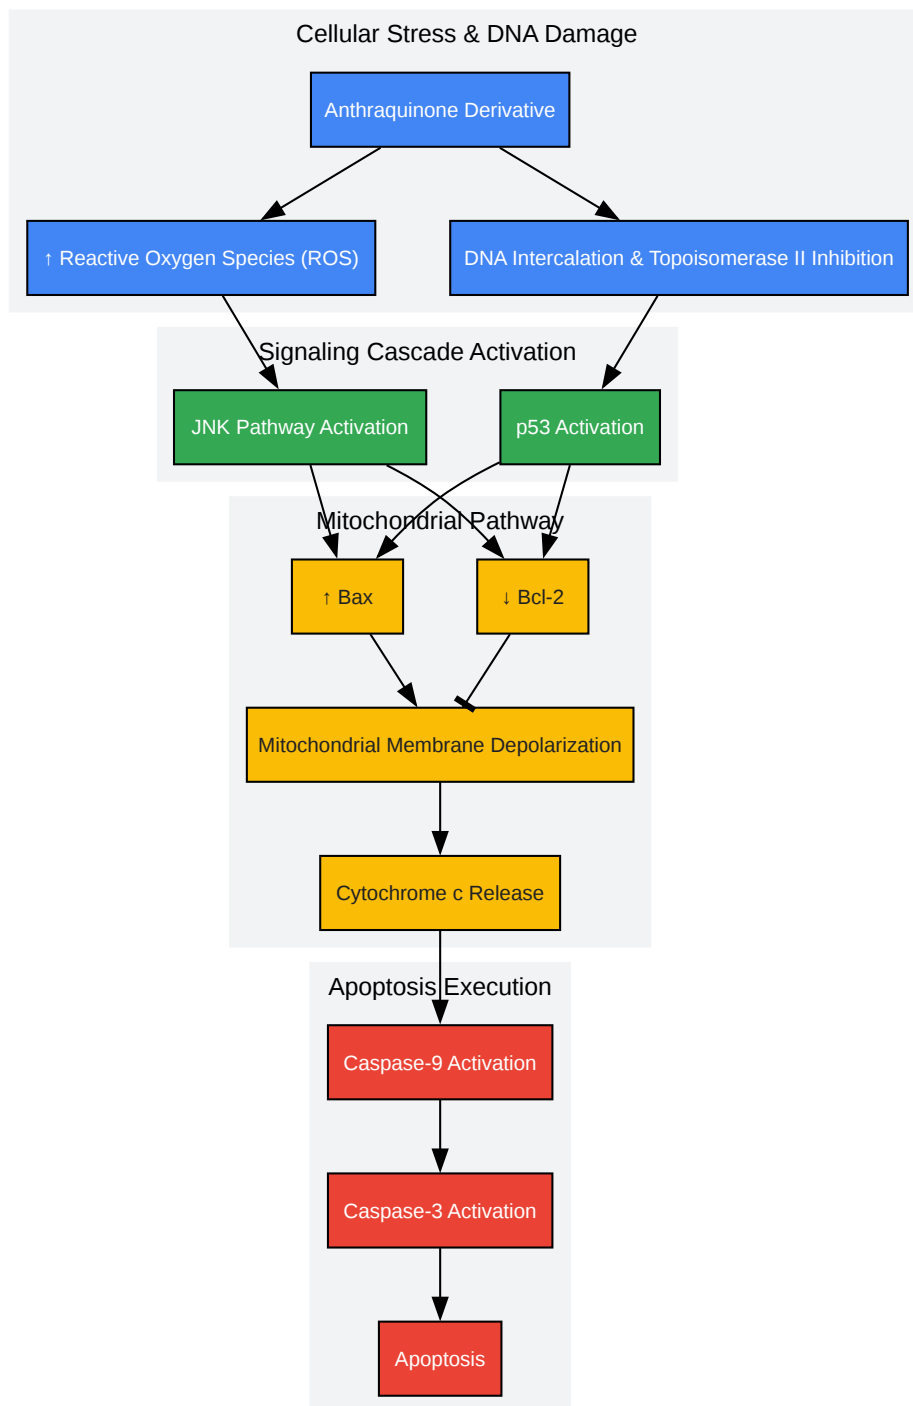 Cellular Stress & DNA Damage
Anthraquinone Derivative
↑ Reactive Oxygen Species (ROS)
DNA Intercalation & Topoisomerase II Inhibition
Signaling Cascade Activation
JNK Pathway Activation
p53 Activation
Mitochondrial Pathway
↑ Bax
↓ Bcl-2
Mitochondrial Membrane Depolarization
Cytochrome c Release
Apoptosis Execution
Caspase-9 Activation
Caspase-3 Activation
Apoptosis